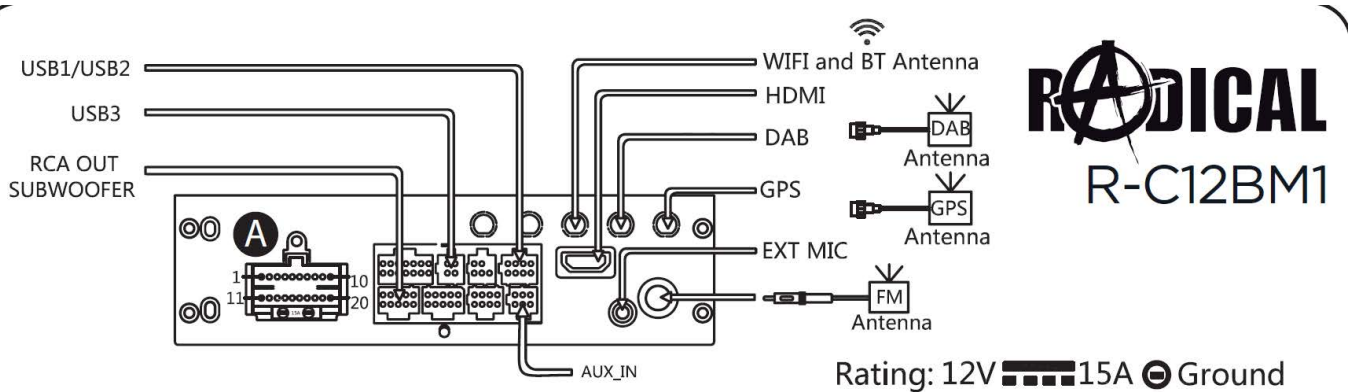 USB1/USB2
USB3
RCA OUT
SUBWOOFER
WIFI and BT Antenna
HDMI
DAB
GPS
EXT MIC
DAB
Antenna
GPS
Antenna
FM
Antenna
RADICAL
R-C12BM1
A
1
10
11
20
15A
AUX_IN
Rating: 12V 15A Ground